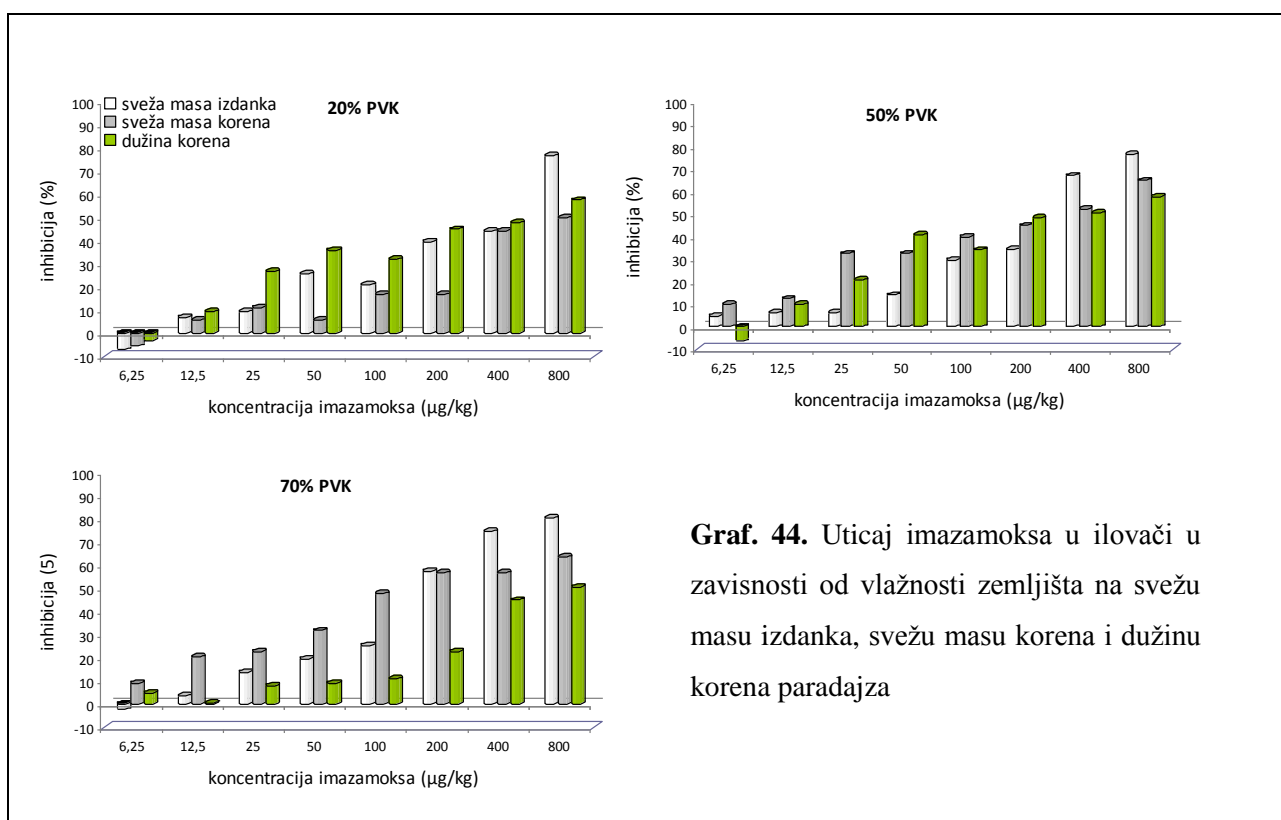 20% PVK
sveža masa izdanka
sveža masa korena
dužina korena
inhibicija (%)
100
90
80
70
60
50
40
30
20
10
0
-10
6,25 12,5 25 50 100 200 400 800
koncentracija imazamoksa (µg/kg)
50% PVK
inhibicija (%)
100
90
80
70
60
50
40
30
20
10
0
-10
6,25 12,5 25 50 100 200 400 800
koncentracija imazamoksa (µg/kg)
70% PVK
inhibicija (5)
100
90
80
70
60
50
40
30
20
10
0
-10
6,25 12,5 25 50 100 200 400 800
koncentracija imazamoksa (µg/kg)
Graf. 44. Uticaj imazamoksa u ilovači u
zavisnosti od vlažnosti zemljišta na svežu
masu izdanka, svežu masu korena i dužinu
korena paradajza